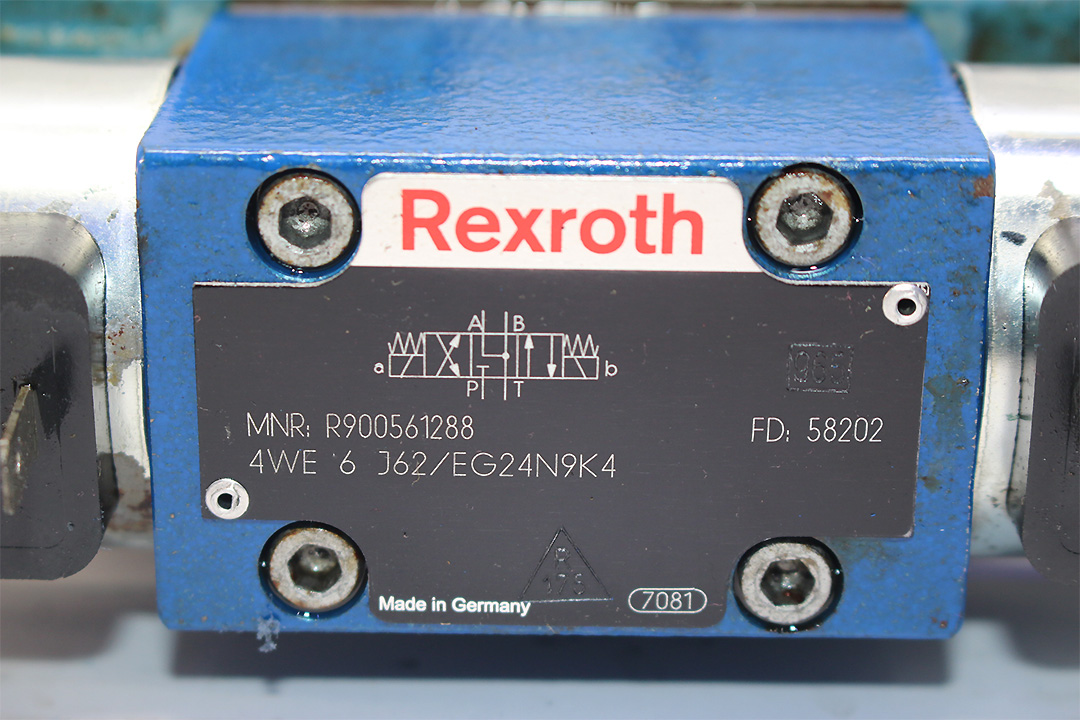 Rexroth
A B
a b
P T
MNR: R900561288
FD: 58202
4WE 6 J62/EG24N9K4
Made in Germany
7081